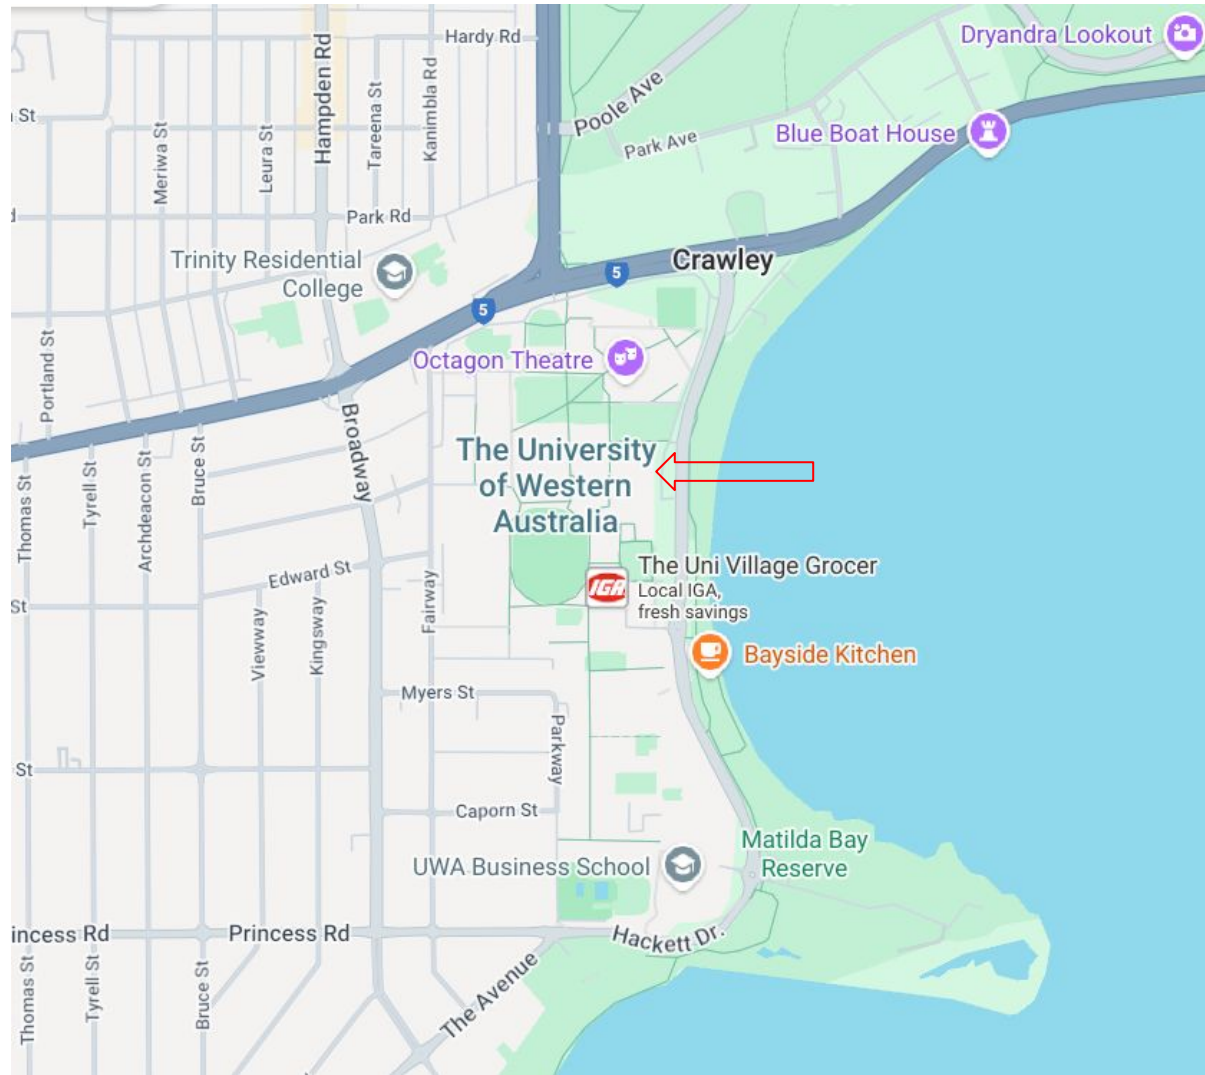 Hardy Rd
Dryandra Lookout
Hampden Rd
Tareena St
Kanimbla Rd
Poole Ave
St
Meriwa St
Leura St
Park Ave
Blue Boat House
Park Rd
Trinity Residential
College
Crawley
5
5
Portland St
Octagon Theatre
Broadway
The University
of Western
Australia
Thomas St
Tyrell St
Archdeacon St
Bruce St
Edward St
Fairway
IGA
The Uni Village Grocer
Local IGA,
fresh savings
St
Viewway
Kingsway
Bayside Kitchen
Myers St
Parkway
St
Caporn St
Matilda Bay
Reserve
UWA Business School
incess Rd
Princess Rd
Hackett Dr.
The Avenue
Thomas St
Tyrell St
Bruce St